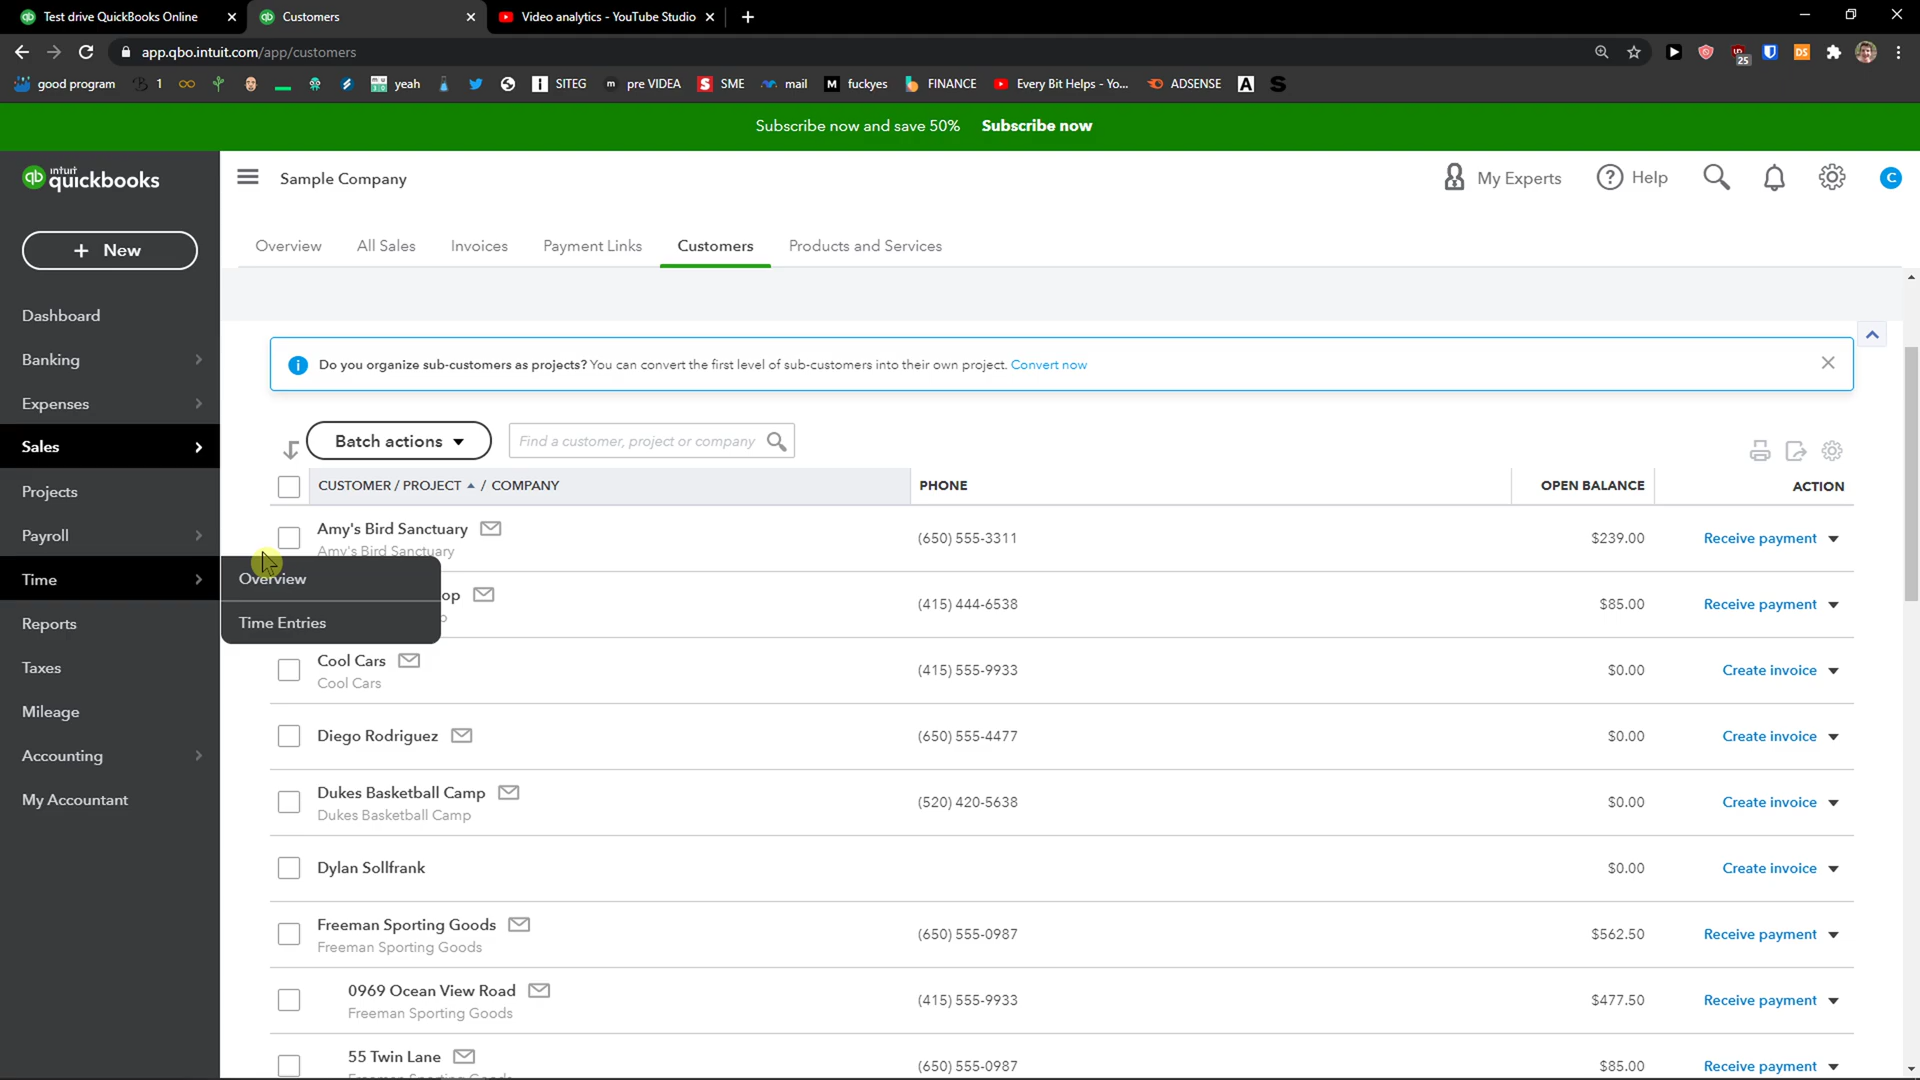 Test drive QuickBooks Online
Customers
Video analytics - YouTube Studio
app.qbo.intuit.com/app/customers
25
DS
good program
1
yeah
SITEG
pre VIDEA
SME
mail
fuckyes
FINANCE
Every Bit Helps - Yo...
ADSENSE
Subscribe now and save 50% Subscribe now
intuit quickbooks
Sample Company
My Experts
Help
C
+ New
Overview
All Sales
Invoices
Payment Links
Customers
Products and Services
Dashboard
Banking
Expenses
Sales
Projects
Payroll
Time
Reports
Taxes
Mileage
Accounting
My Accountant
Overview
Time Entries
Do you organize sub-customers as projects? You can convert the first level of sub-customers into their own project. Convert now
Batch actions
Find a customer, project or company
CUSTOMER / PROJECT / COMPANY PHONE OPEN BALANCE ACTION
Amy's Bird Sanctuary (650) 555-3311 $239.00 Receive payment
Amy's Bird Sanctuary
op (415) 444-6538 $85.00 Receive payment
Cool Cars (415) 555-9933 $0.00 Create invoice
Cool Cars
Diego Rodriguez (650) 555-4477 $0.00 Create invoice
Dukes Basketball Camp (520) 420-5638 $0.00 Create invoice
Dukes Basketball Camp
Dylan Sollfrank $0.00 Create invoice
Freeman Sporting Goods (650) 555-0987 $562.50 Receive payment
Freeman Sporting Goods
0969 Ocean View Road (415) 555-9933 $477.50 Receive payment
Freeman Sporting Goods
55 Twin Lane (650) 555-0987 $85.00 Receive payment
Freeman Sporting Goods